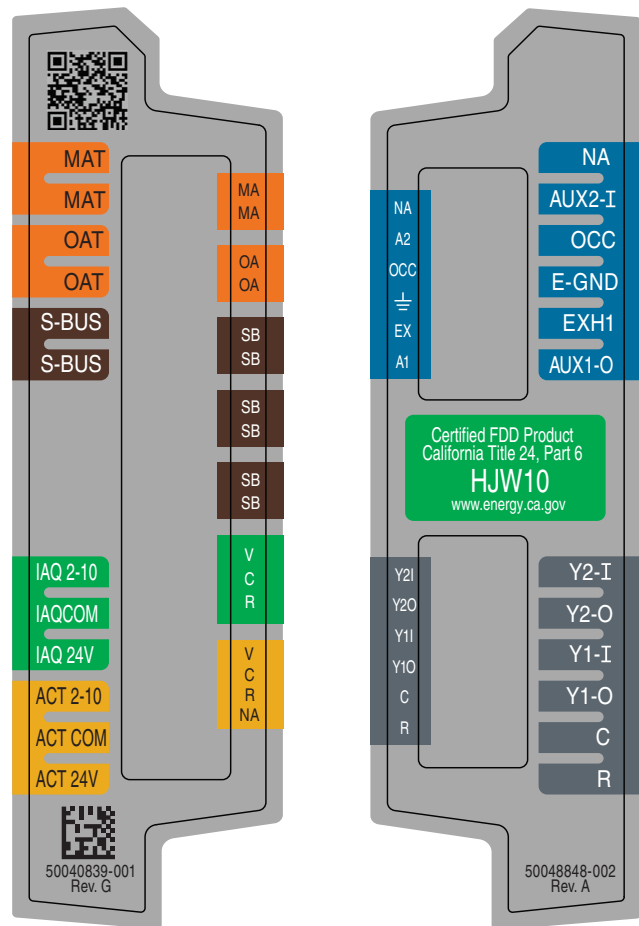 MAT
MAT
OAT
OAT
S-BUS
S-BUS
IAQ 2-10
IAQCOM
IAQ 24V
ACT 2-10
ACT COM
ACT 24V
50040839-001
Rev. G
MA
MA
OA
OA
SB
SB
SB
SB
SB
SB
V
C
R
V
C
R
NA
NA
A2
OCC
EX
A1
NA
AUX2-I
OCC
E-GND
EXH1
AUX1-O
Certified FDD Product
California Title 24, Part 6
HJW10
www.energy.ca.gov
Y2I
Y2O
Y1I
Y1O
C
R
Y2-I
Y2-O
Y1-I
Y1-O
C
R
50048848-002
Rev. A